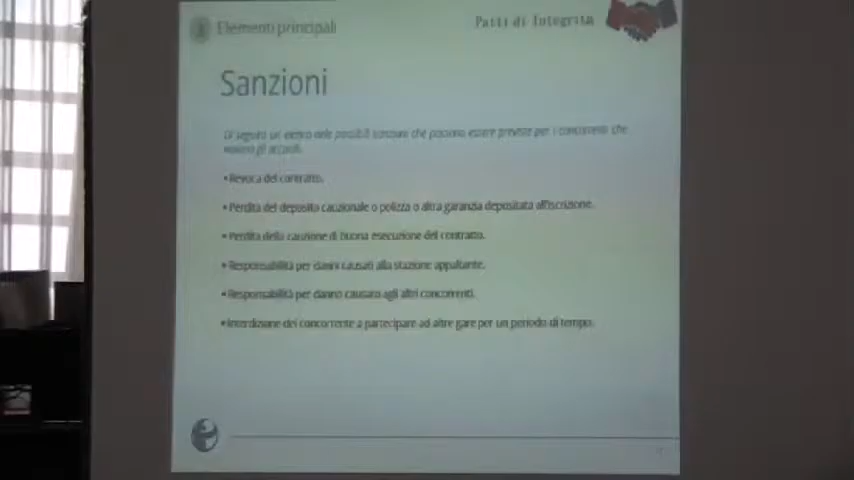 Elementi principali
Patti di Integrità
Sanzioni
Di seguito un elenco delle possibili sanzioni che possono essere previste per i concorrenti che
violano gli accordi.
• Revoca del contratto.
• Perdita del deposito cauzionale o polizza o altra garanzia depositata all'iscrizione.
• Perdita della cauzione di buona esecuzione del contratto.
• Responsabilità per danni causati alla stazione appaltante.
• Responsabilità per danno causato agli altri concorrenti.
• Interdizione del concorrente a partecipare ad altre gare per un periodo di tempo.